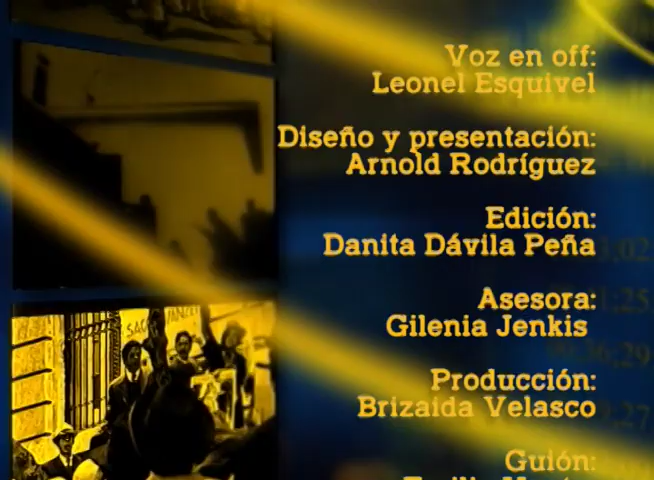 Voz en off:
Leonel Esquivel
Diseño y presentación:
Arnold Rodríguez
Edición:
Danita Dávila Peña
Asesora:
Gilenia Jenkis
Producción:
Brizaida Velasco
Guión: